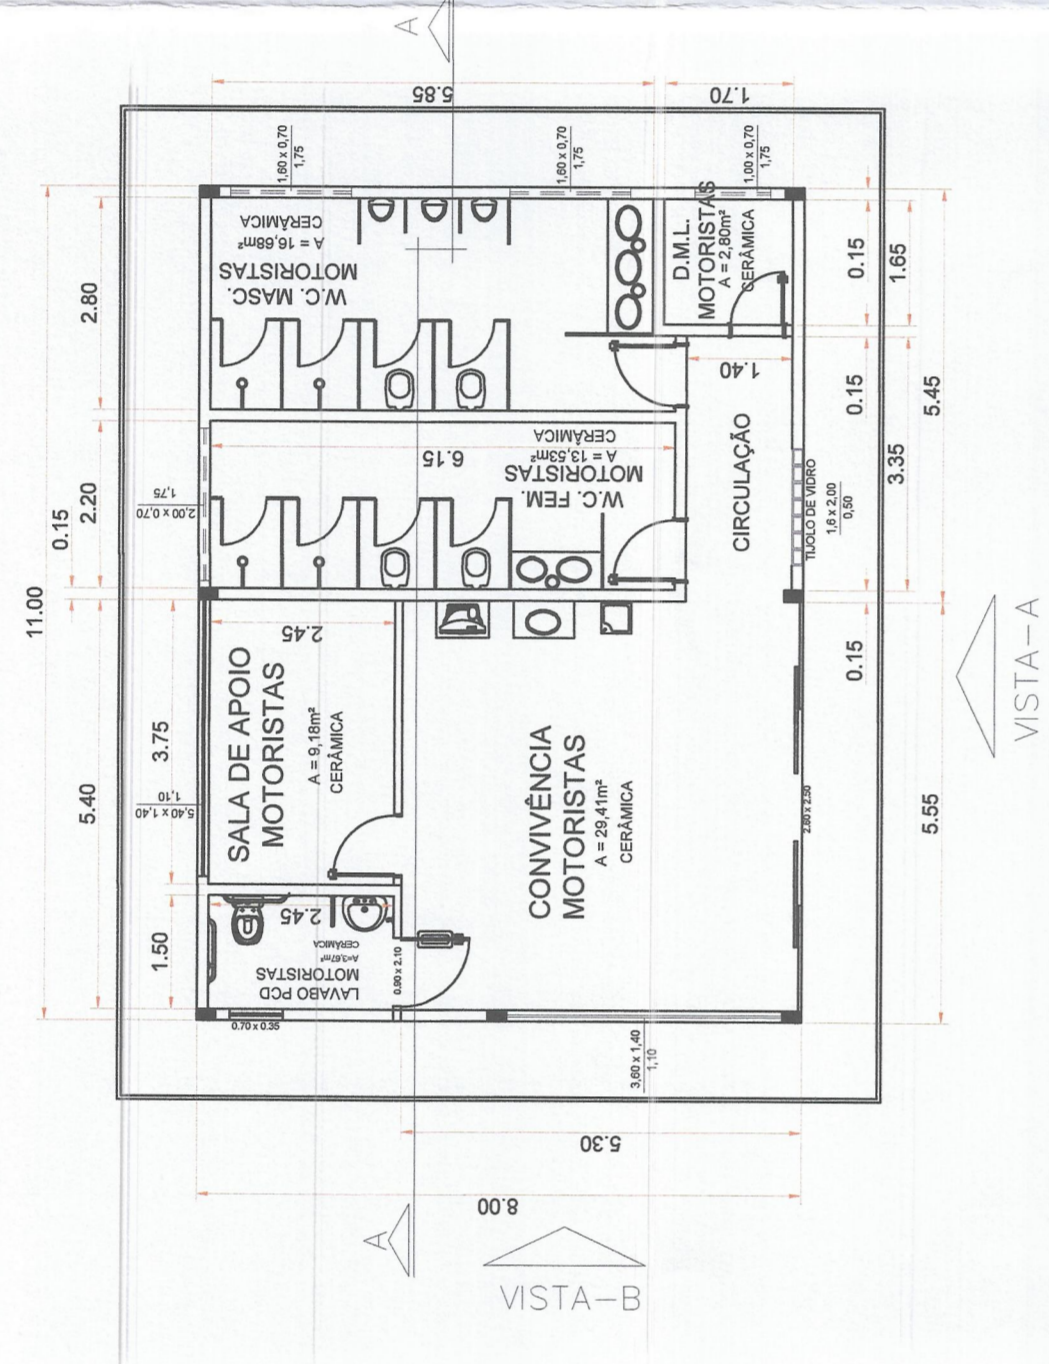 A
5.85
1.70
1,60 x 0,70
1,75
1,60 x 0,70
1,75
1,00 x 0,70
1,75
W.C. MASC.
MOTORISTAS
A = 16,68m²
CERÂMICA
D.M.L.
MOTORISTAS
A = 2,80m²
CERÂMICA
0.15
1.65
2.80
1.40
0.15
5.45
6.15
W.C. FEM.
MOTORISTAS
A = 13,53m²
CERÂMICA
CIRCULAÇÃO
3.35
2,00 x 0,70
1,75
2.20
0.15
TIJOLO DE VIDRO
1,6 x 2,00
0,50
11.00
2.45
SALA DE APOIO
MOTORISTAS
A = 9,18m²
CERÂMICA
0.15
VISTA-A
3.75
5,40 x 1,40
1,10
5.40
CONVIVÊNCIA
MOTORISTAS
A = 29,41m²
CERÂMICA
2,60 x 2,50
5.55
2.45
1.50
LAVABO PCD
MOTORISTAS
A=3,67m²
CERÂMICA
0.90 x 2.10
0.70 x 0.35
3,60 x 1,40
1,10
5.30
8.00
A
VISTA-B